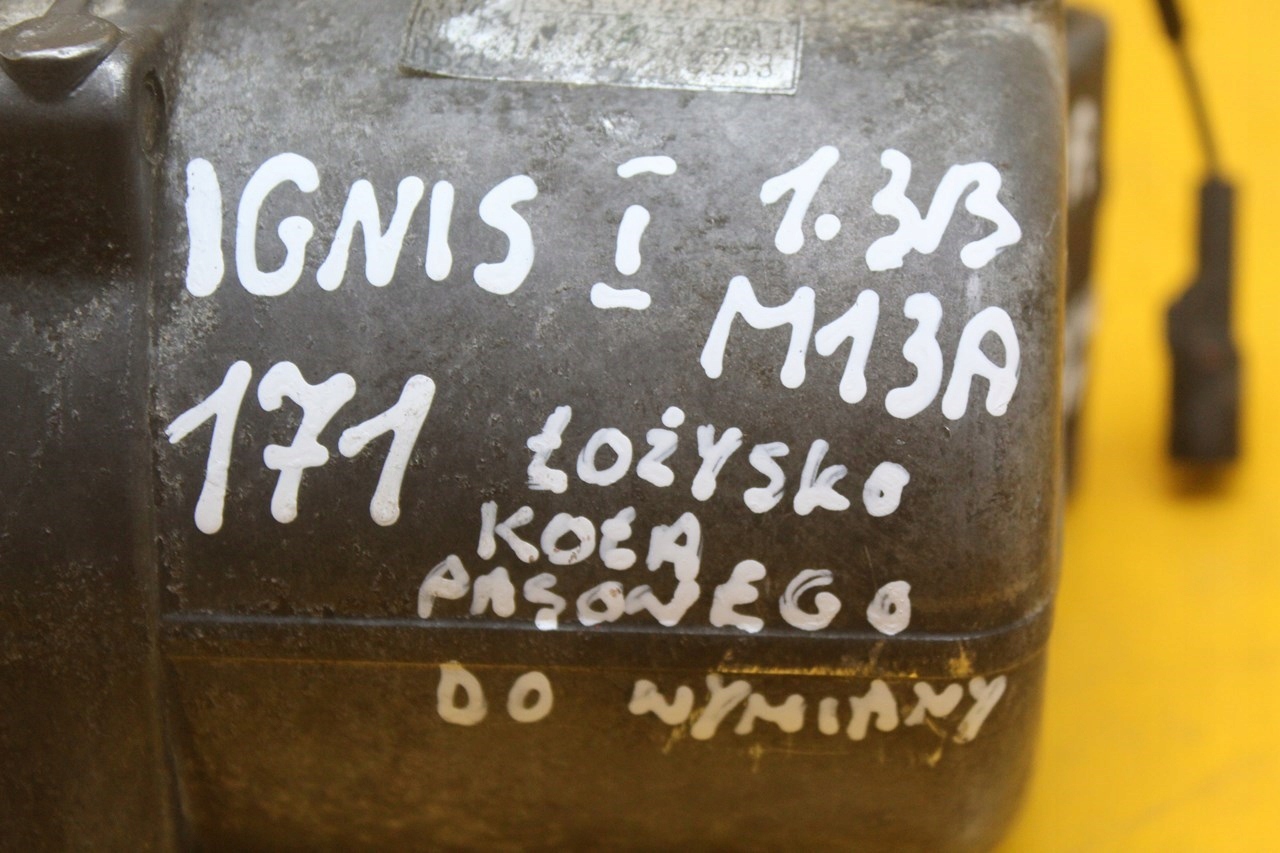 IGNIS I 1.3B
M13A
171
ŁOŻYSKO
KOŁA
PASOWEGO
DO WYMIANY